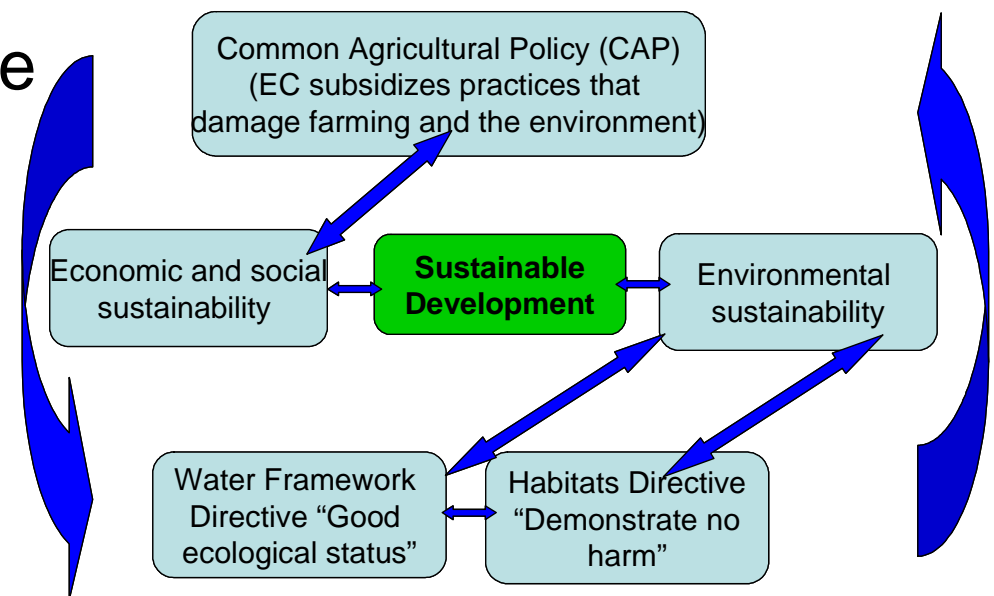 e
Common Agricultural Policy (CAP)
(EC subsidizes practices that
damage farming and the environment)
Economic and social
sustainability
Sustainable
Development
Environmental
sustainability
Water Framework
Directive “Good
ecological status”
Habitats Directive
“Demonstrate no
harm”